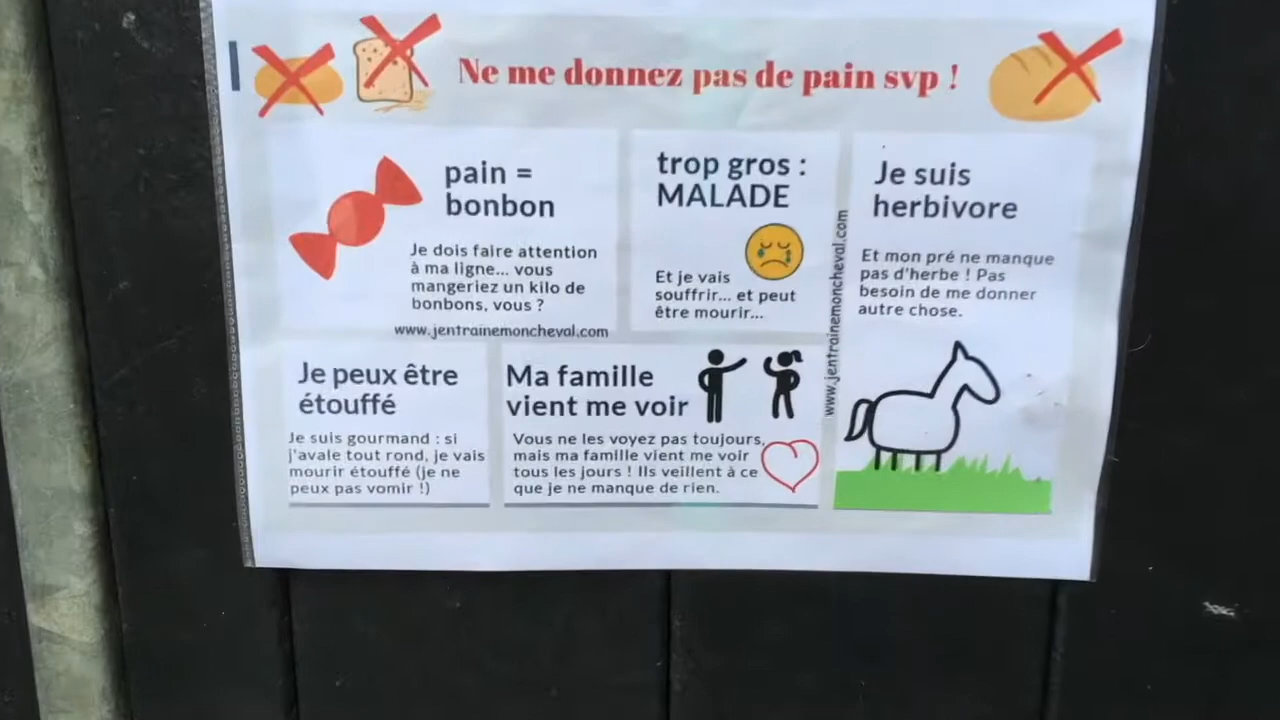 Ne me donnez pas de pain svp !
pain =
bonbon
Je dois faire attention
à ma ligne... vous
mangeriez un kilo de
bonbons, vous ?
www.jentrainemoncheval.com
trop gros :
MALADE
Et je vais
souffrir... et peut
être mourir...
www.jentrainemoncheval.com
Je suis
herbivore
Et mon pré ne manque
pas d'herbe ! Pas
besoin de me donner
autre chose.
Je peux être
étouffé
Je suis gourmand : si
j'avale tout rond, je vais
mourir étouffé (je ne
peux pas vomir !)
Ma famille
vient me voir
Vous ne les voyez pas toujours,
mais ma famille vient me voir
tous les jours ! Ils veillent à ce
que je ne manque de rien.